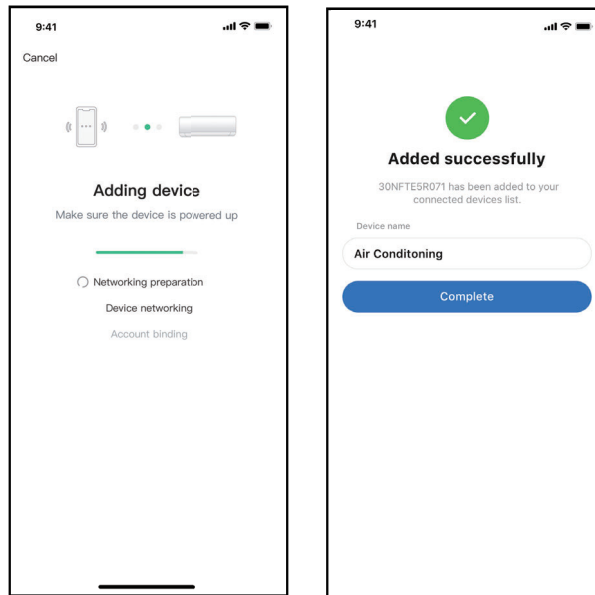 9:41
Cancel
Adding device
Make sure the device is powered up
Networking preparation
Device networking
Account binding
9:41
Added successfully
30NFTE5R071 has been added to your
connected devices list.
Device name
Air Conditoning
Complete